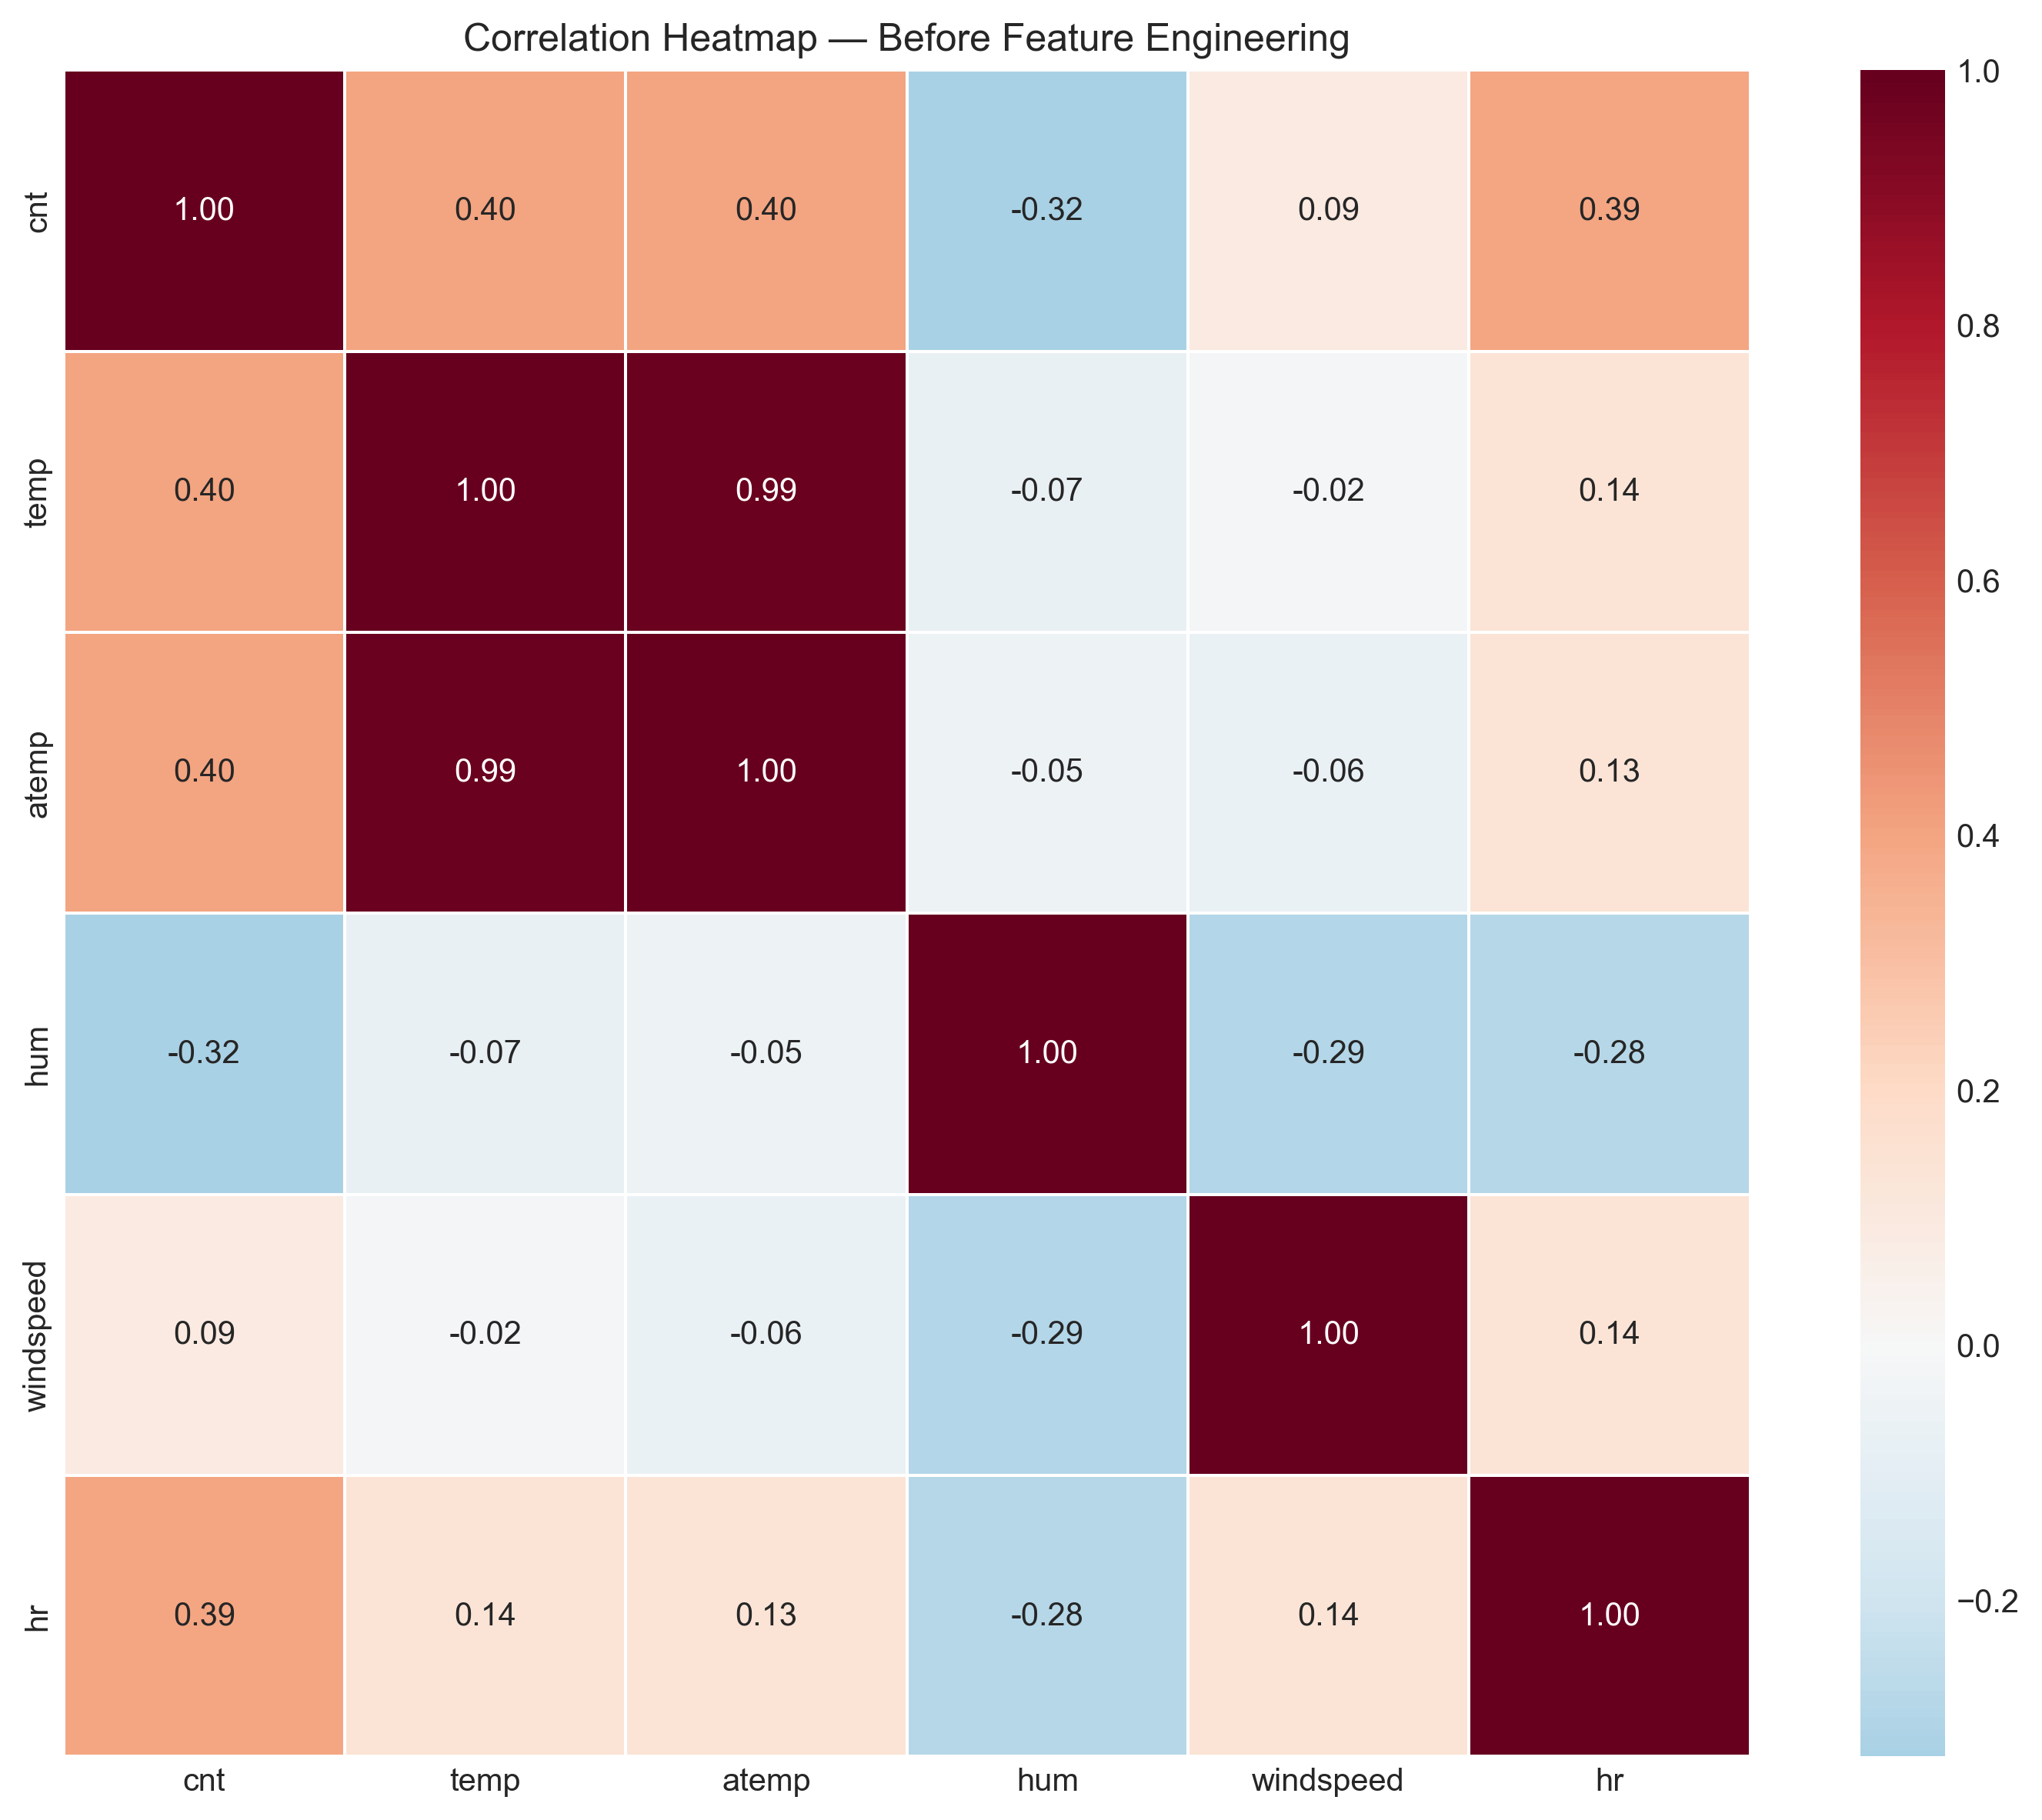 Correlation Heatmap — Before Feature Engineering
cnt 1.00 0.40 0.40 -0.32 0.09 0.39
temp 0.40 1.00 0.99 -0.07 -0.02 0.14
atemp 0.40 0.99 1.00 -0.05 -0.06 0.13
hum -0.32 -0.07 -0.05 1.00 -0.29 -0.28
windspeed 0.09 -0.02 -0.06 -0.29 1.00 0.14
hr 0.39 0.14 0.13 -0.28 0.14 1.00
cnt temp atemp hum windspeed hr
1.0
0.8
0.6
0.4
0.2
0.0
−0.2